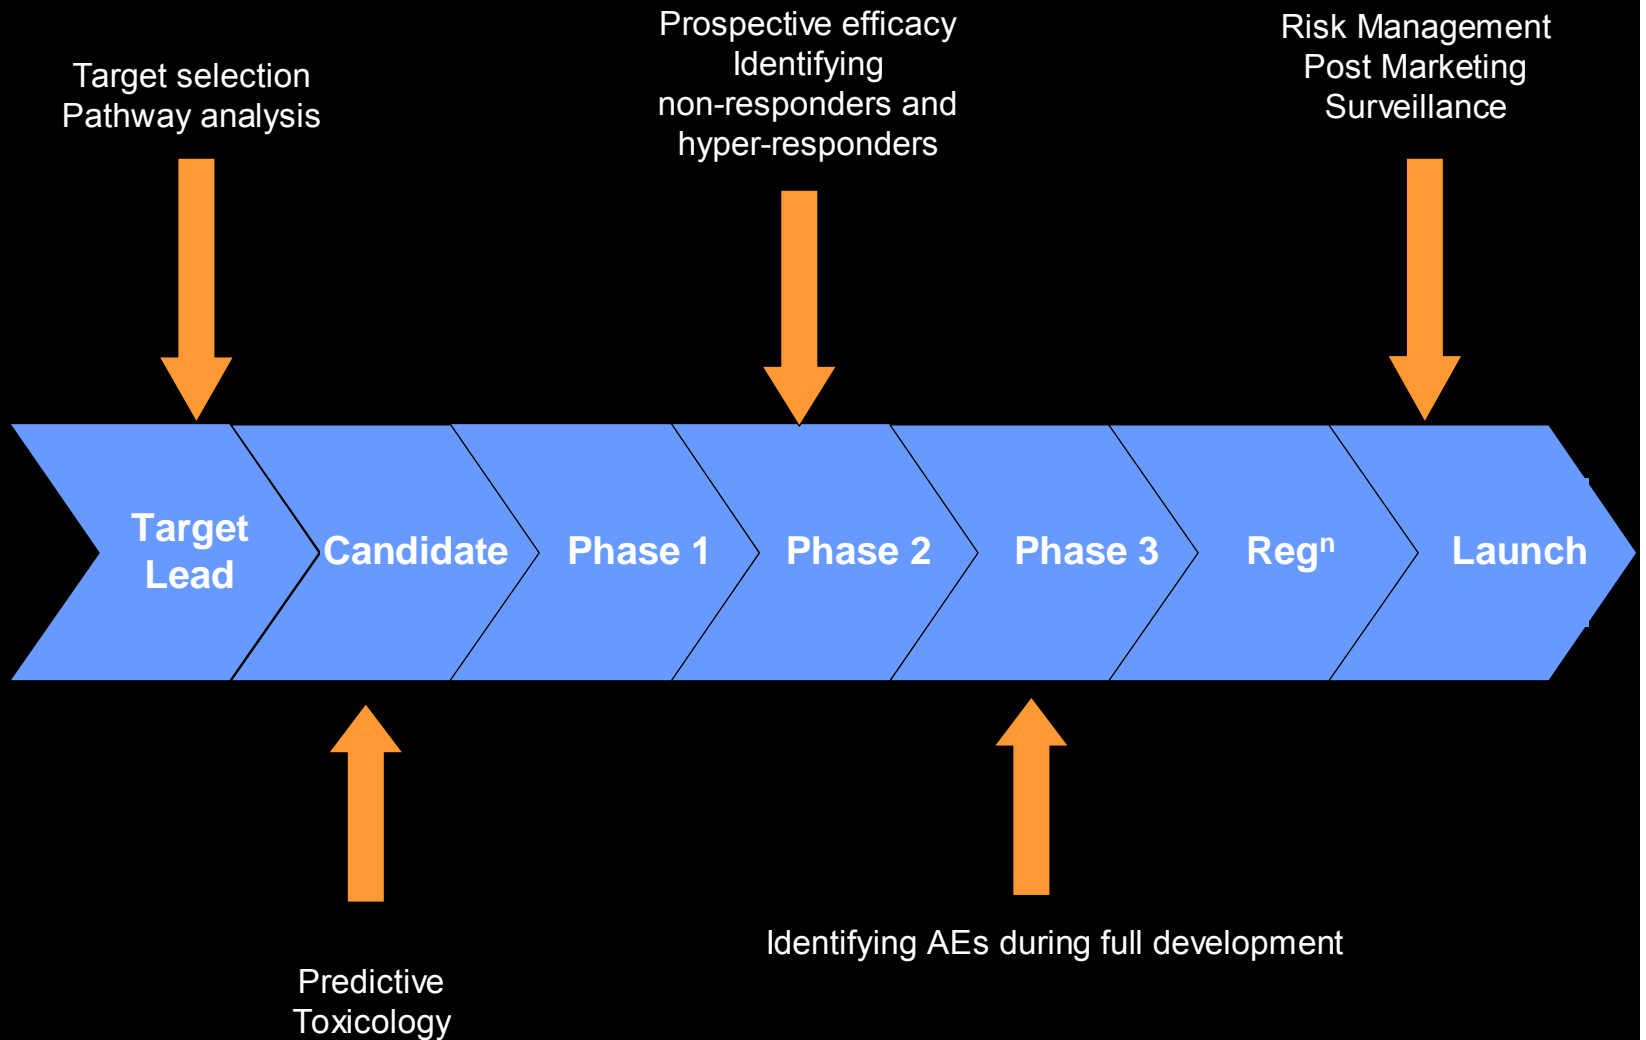 Target selection
Pathway analysis
Prospective efficacy
Identifying
non-responders and
hyper-responders
Risk Management
Post Marketing
Surveillance
Target
Lead
Candidate
Phase 1
Phase 2
Phase 3
Regⁿ
Launch
Predictive
Toxicology
Identifying AEs during full development